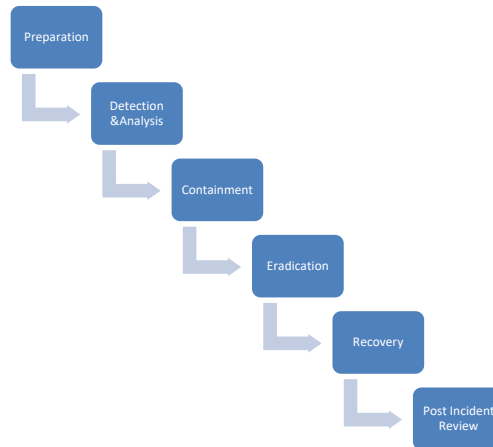 Preparation
Detection
&Analysis
Containment
Eradication
Recovery
Post Incident
Review